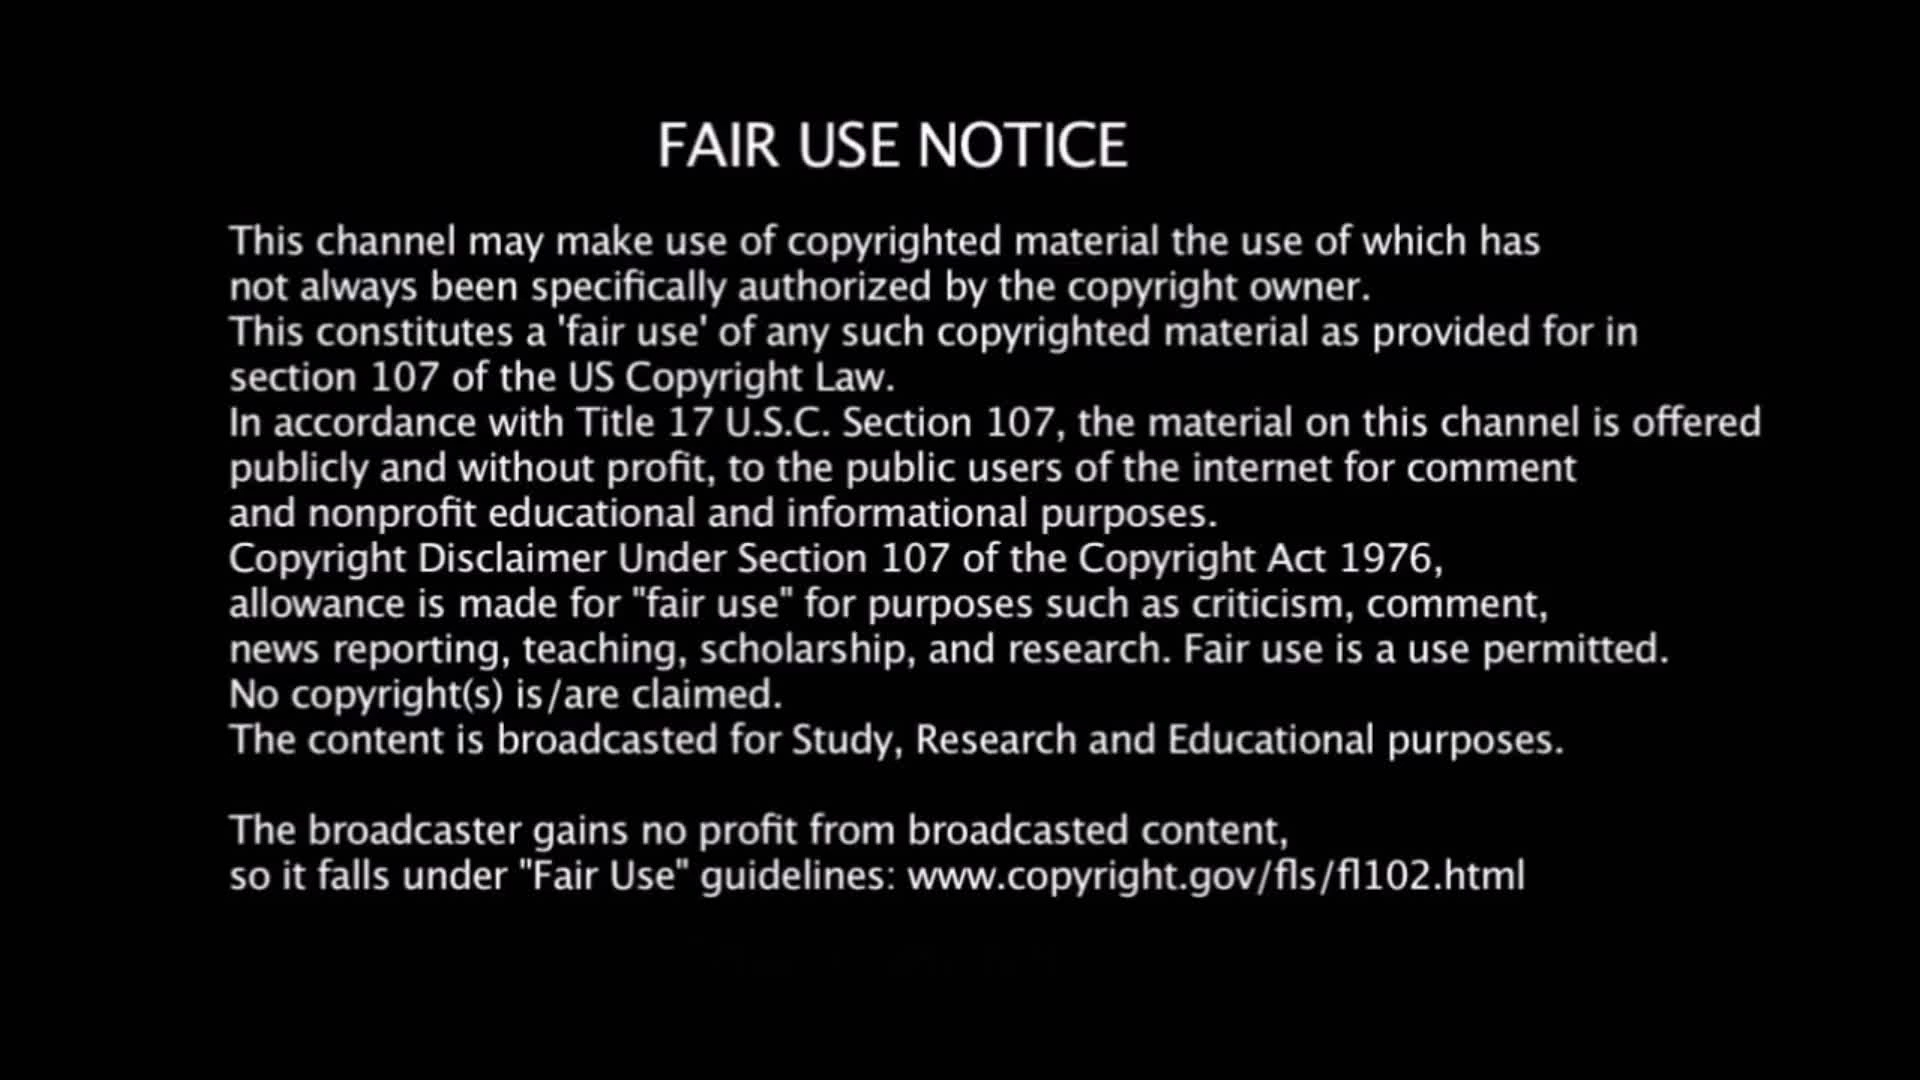 FAIR USE NOTICE
This channel may make use of copyrighted material the use of which has
not always been specifically authorized by the copyright owner.
This constitutes a 'fair use' of any such copyrighted material as provided for in
section 107 of the US Copyright Law.
In accordance with Title 17 U.S.C. Section 107, the material on this channel is offered
publicly and without profit, to the public users of the internet for comment
and nonprofit educational and informational purposes.
Copyright Disclaimer Under Section 107 of the Copyright Act 1976,
allowance is made for "fair use" for purposes such as criticism, comment,
news reporting, teaching, scholarship, and research. Fair use is a use permitted.
No copyright(s) is/are claimed.
The content is broadcasted for Study, Research and Educational purposes.
The broadcaster gains no profit from broadcasted content,
so it falls under "Fair Use" guidelines: www.copyright.gov/fls/fl102.html